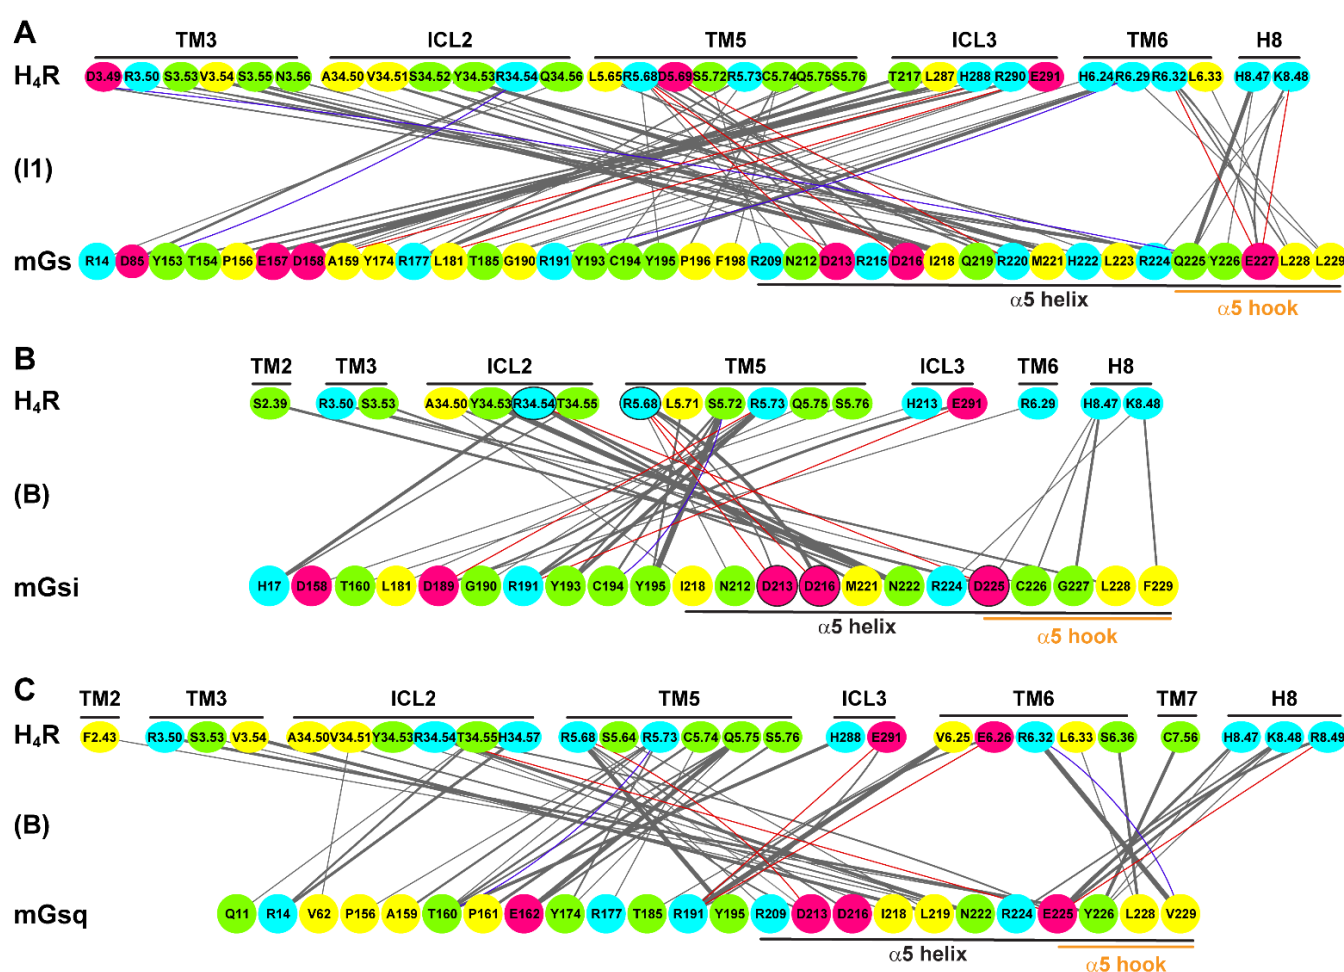 A
TM3 ICL2 TM5 ICL3 TM6 H8
H₄R D3.49 R3.50 S3.53 V3.54 S3.55 N3.56 A34.50 V34.51 S34.52 Y34.53 R34.54 Q34.56 L5.65 R5.68 D5.69 S5.72 R5.73 C5.74 Q5.75 S5.76 T217 L287 H288 R290 E291 H6.24 R6.29 R6.32 L6.33 H8.47 K8.48
(I1)
mGs R14 D85 Y153 T154 P156 E157 D158 A159 Y174 R177 L181 T185 G190 R191 Y193 C194 Y195 P196 F198 R209 N212 D213 R215 D216 I218 Q219 R220 M221 H222 L223 R224 Q225 Y226 E227 L228 L229
α5 helix
α5 hook
B
TM2 TM3 ICL2 TM5 ICL3 TM6 H8
H₄R S2.39 R3.50 S3.53 A34.50 Y34.53 R34.54 T34.55 R5.68 L5.71 S5.72 R5.73 Q5.75 S5.76 H213 E291 R6.29 H8.47 K8.48
(B)
mGsi H17 D158 T160 L181 D189 G190 R191 Y193 C194 Y195 I218 N212 D213 D216 M221 N222 R224 D225 C226 G227 L228 F229
α5 helix
α5 hook
C
TM2 TM3 ICL2 TM5 ICL3 TM6 TM7 H8
H₄R F2.43 R3.50 S3.53 V3.54 A34.50 V34.51 Y34.53 R34.54 T34.55 H34.57 R5.68 S5.64 R5.73 C5.74 Q5.75 S5.76 H288 E291 V6.25 E6.26 R6.32 L6.33 S6.36 C7.56 H8.47 K8.48 R8.49
(B)
mGsq Q11 R14 V62 P156 A159 T160 P161 E162 Y174 R177 T185 R191 Y195 R209 D213 D216 I218 L219 N222 R224 E225 Y226 L228 V229
α5 helix
α5 hook